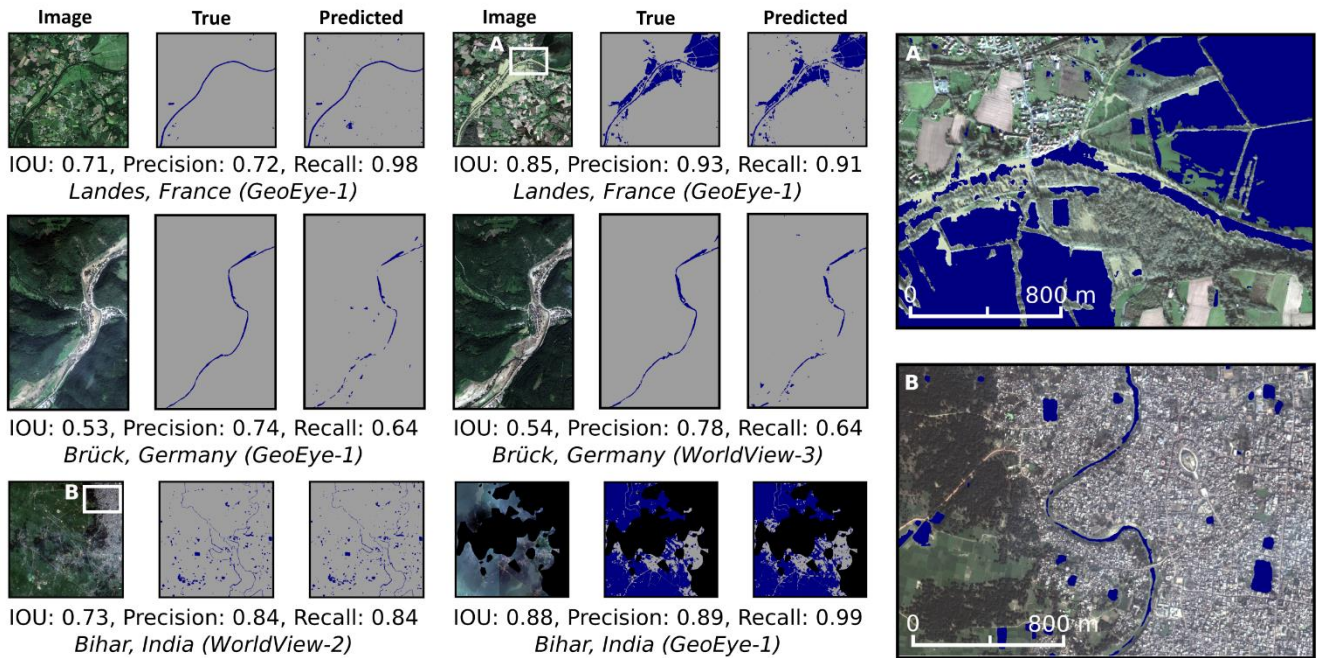 Image True Predicted Image True Predicted
A
IOU: 0.71, Precision: 0.72, Recall: 0.98
Landes, France (GeoEye-1)
IOU: 0.85, Precision: 0.93, Recall: 0.91
Landes, France (GeoEye-1)
IOU: 0.53, Precision: 0.74, Recall: 0.64
Brück, Germany (GeoEye-1)
IOU: 0.54, Precision: 0.78, Recall: 0.64
Brück, Germany (WorldView-3)
B
IOU: 0.73, Precision: 0.84, Recall: 0.84
Bihar, India (WorldView-2)
IOU: 0.88, Precision: 0.89, Recall: 0.99
Bihar, India (GeoEye-1)
A
0 800 m
B
0 800 m